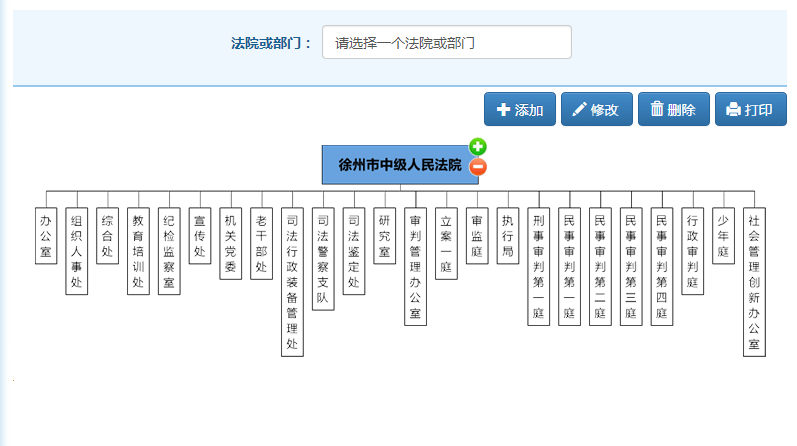 法院或部门： 请选择一个法院或部门
添加 修改 删除 打印
徐州市中级人民法院
办公室
组织人事处
综合处
教育培训处
纪检监察室
宣传处
机关党委
老干部处
司法行政装备管理处
司法警察支队
司法鉴定处
研究室
审判管理办公室
立案一庭
审监庭
执行局
刑事审判第一庭
民事审判第一庭
民事审判第二庭
民事审判第三庭
民事审判第四庭
行政审判庭
少年庭
社会管理创新办公室